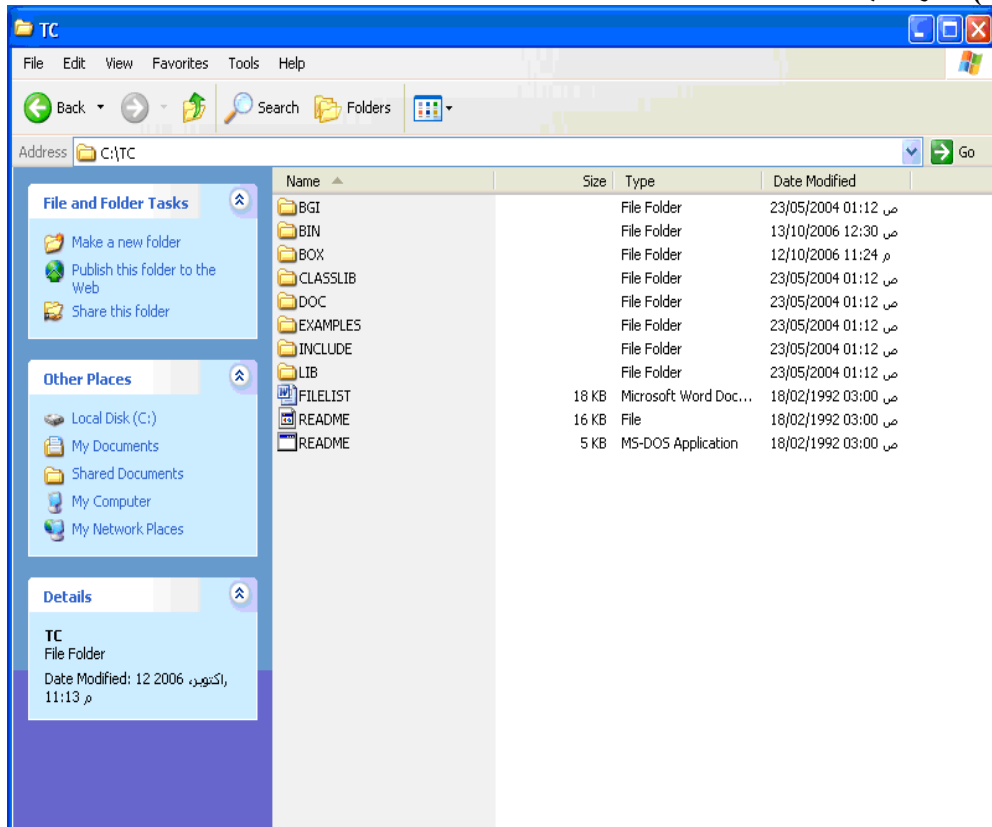 TC
File Edit View Favorites Tools Help
Back Search Folders
Address C:\TC Go
Name Size Type Date Modified
File and Folder Tasks
Make a new folder
Publish this folder to the
Web
Share this folder
Other Places
Local Disk (C:)
My Documents
Shared Documents
My Computer
My Network Places
Details
TC
File Folder
Date Modified: 12 2006 ,اكتوبر،
11:13 م
BGI File Folder 23/05/2004 01:12 ص
BIN File Folder 13/10/2006 12:30 ص
BOX File Folder 12/10/2006 11:24 م
CLASSLIB File Folder 23/05/2004 01:12 ص
DOC File Folder 23/05/2004 01:12 ص
EXAMPLES File Folder 23/05/2004 01:12 ص
INCLUDE File Folder 23/05/2004 01:12 ص
LIB File Folder 23/05/2004 01:12 ص
FILELIST 18 KB Microsoft Word Doc... 18/02/1992 03:00 ص
README 16 KB File 18/02/1992 03:00 ص
README 5 KB MS-DOS Application 18/02/1992 03:00 ص